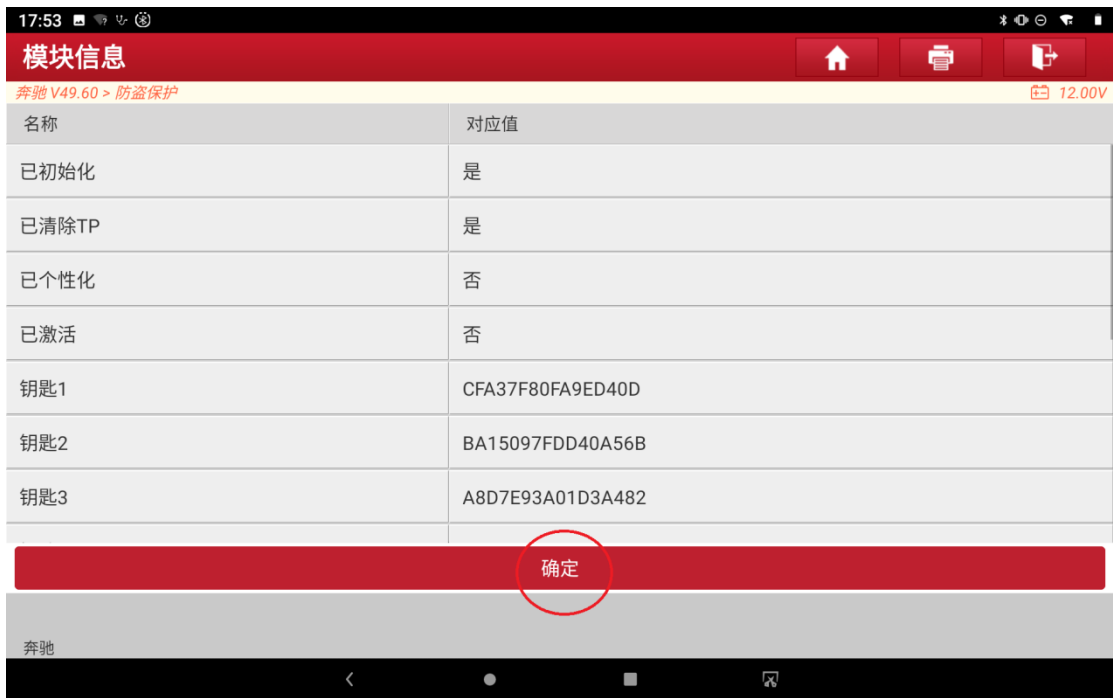 17:53
模块信息
奔驰 V49.60 > 防盗保护 12.00V
名称 对应值
已初始化 是
已清除TP 是
已个性化 否
已激活 否
钥匙1 CFA37F80FA9ED40D
钥匙2 BA15097FDD40A56B
钥匙3 A8D7E93A01D3A482
确定
奔驰